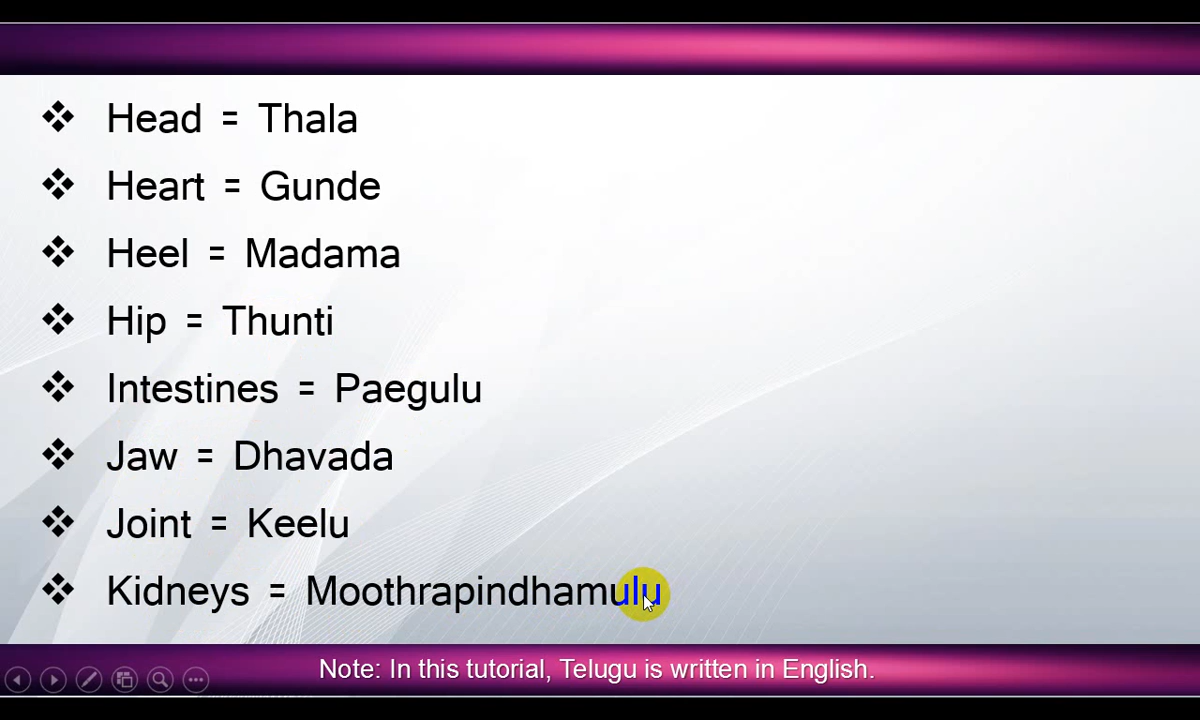 Head = Thala
Heart = Gunde
Heel = Madama
Hip = Thunti
Intestines = Paegulu
Jaw = Dhavada
Joint = Keelu
Kidneys = Moothrapindhamulu
Note: In this tutorial, Telugu is written in English.